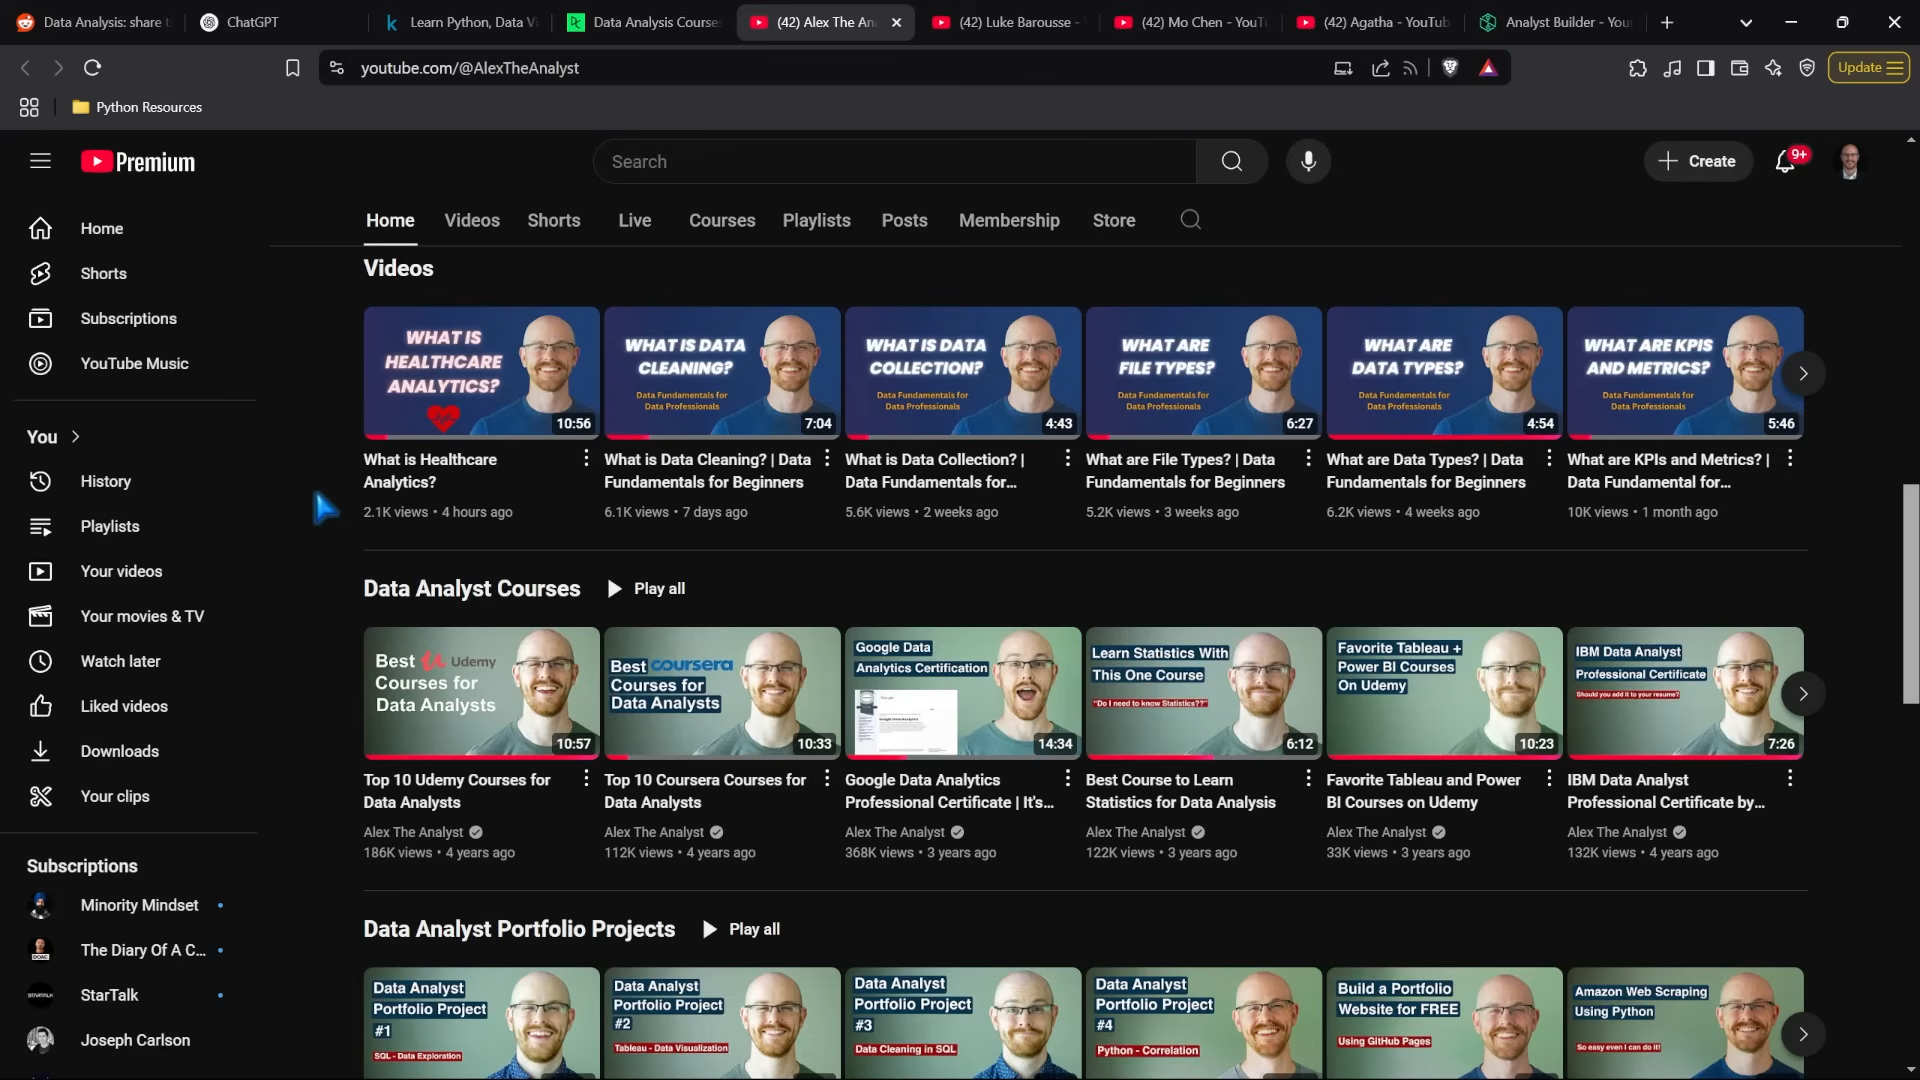 Data Analysis: share t
ChatGPT
Learn Python, Data Vi
Data Analysis Courses
(42) Alex The An
(42) Luke Barousse -
(42) Mo Chen - YouTu
(42) Agatha - YouTub
Analyst Builder - You
youtube.com/@AlexTheAnalyst
Update
Python Resources
Premium
Search
Create
9+
Home
Videos
Shorts
Live
Courses
Playlists
Posts
Membership
Store
Home
Shorts
Subscriptions
YouTube Music
You
History
Playlists
Your videos
Your movies & TV
Watch later
Liked videos
Downloads
Your clips
Subscriptions
Minority Mindset
The Diary Of A C...
StarTalk
Joseph Carlson
Videos
WHAT IS
HEALTHCARE
ANALYTICS?
10:56
What is Healthcare
Analytics?
2.1K views • 4 hours ago
WHAT IS DATA
CLEANING?
Data Fundamentals for
Data Professionals
7:04
What is Data Cleaning? | Data
Fundamentals for Beginners
6.1K views • 7 days ago
WHAT IS DATA
COLLECTION?
Data Fundamentals for
Data Professionals
4:43
What is Data Collection? |
Data Fundamentals for...
5.6K views • 2 weeks ago
WHAT ARE
FILE TYPES?
Data Fundamentals for
Data Professionals
6:27
What are File Types? | Data
Fundamentals for Beginners
5.2K views • 3 weeks ago
WHAT ARE
DATA TYPES?
Data Fundamentals for
Data Professionals
4:54
What are Data Types? | Data
Fundamentals for Beginners
6.2K views • 4 weeks ago
WHAT ARE KPIS
AND METRICS?
Data Fundamentals for
Data Professionals
5:46
What are KPIs and Metrics? |
Data Fundamental for...
10K views • 1 month ago
Data Analyst Courses
Play all
Best Udemy
Courses for
Data Analysts
10:57
Top 10 Udemy Courses for
Data Analysts
Alex The Analyst
186K views • 4 years ago
Best coursera
Courses for
Data Analysts
10:33
Top 10 Coursera Courses for
Data Analysts
Alex The Analyst
112K views • 4 years ago
Google Data
Analytics Certification
14:34
Google Data Analytics
Professional Certificate | It's...
Alex The Analyst
368K views • 3 years ago
Learn Statistics With
This One Course
"Do I need to know Statistics??"
6:12
Best Course to Learn
Statistics for Data Analysis
Alex The Analyst
122K views • 3 years ago
Favorite Tableau +
Power BI Courses
On Udemy
10:23
Favorite Tableau and Power
BI Courses on Udemy
Alex The Analyst
33K views • 3 years ago
IBM Data Analyst
Professional Certificate
Should you add it to your resume?
7:26
IBM Data Analyst
Professional Certificate by...
Alex The Analyst
132K views • 4 years ago
Data Analyst Portfolio Projects
Play all
Data Analyst
Portfolio Project
#1
SQL - Data Exploration
Data Analyst
Portfolio Project
#2
Tableau - Data Visualization
Data Analyst
Portfolio Project
#3
Data Cleaning in SQL
Data Analyst
Portfolio Project
#4
Python - Correlation
Build a Portfolio
Website for FREE
Using GitHub Pages
Amazon Web Scraping
Using Python
So easy even I can do it!